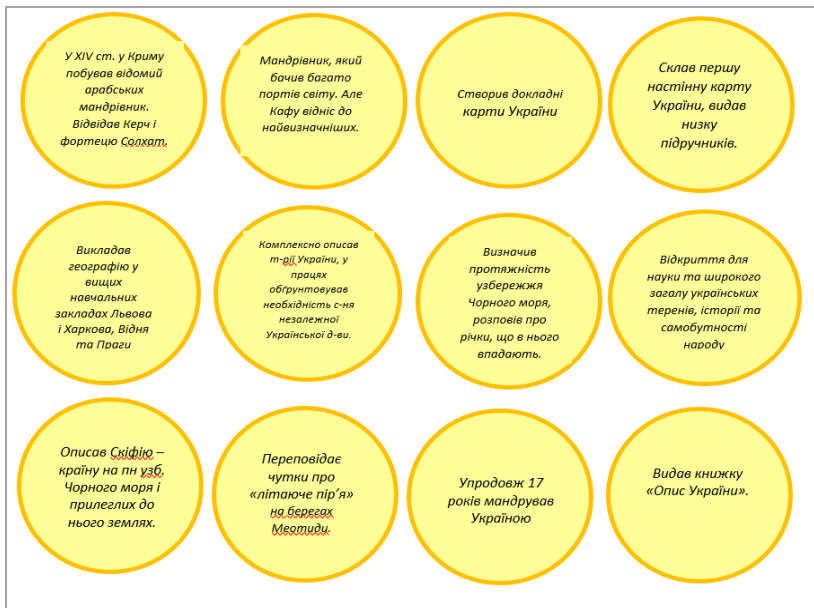 У XIV ст. у Криму
побував відомий
арабських
мандрівник.
Відвідав Керч і
фортецю Солхат.
Мандрівник, який
бачив багато
портів світу. Але
Кафу відніс до
найвизначніших.
Створив докладні
карти України
Склав першу
настінну карту
України, видав
низку
підручників.
Викладав
географію у
вищих
навчальних
закладах Львова
і Харкова, Відня
та Праги
Комплексно описав
т-рії України, у
працях
обґрунтовував
необхідність с-ня
незалежної
Української д-ви.
Визначив
протяжність
узбережжя
Чорного моря,
розповів про
річки, що в нього
впадають.
Відкриття для
науки та широкого
загалу українських
теренів, історії та
самобутності
народу
Описав Скіфію –
країну на пн узб.
Чорного моря і
прилеглих до
нього землях.
Переповідає
чутки про
«літаюче пір’я»
на берегах
Меотиди.
Упродовж 17
років мандрував
Україною
Видав книжку
«Опис України».